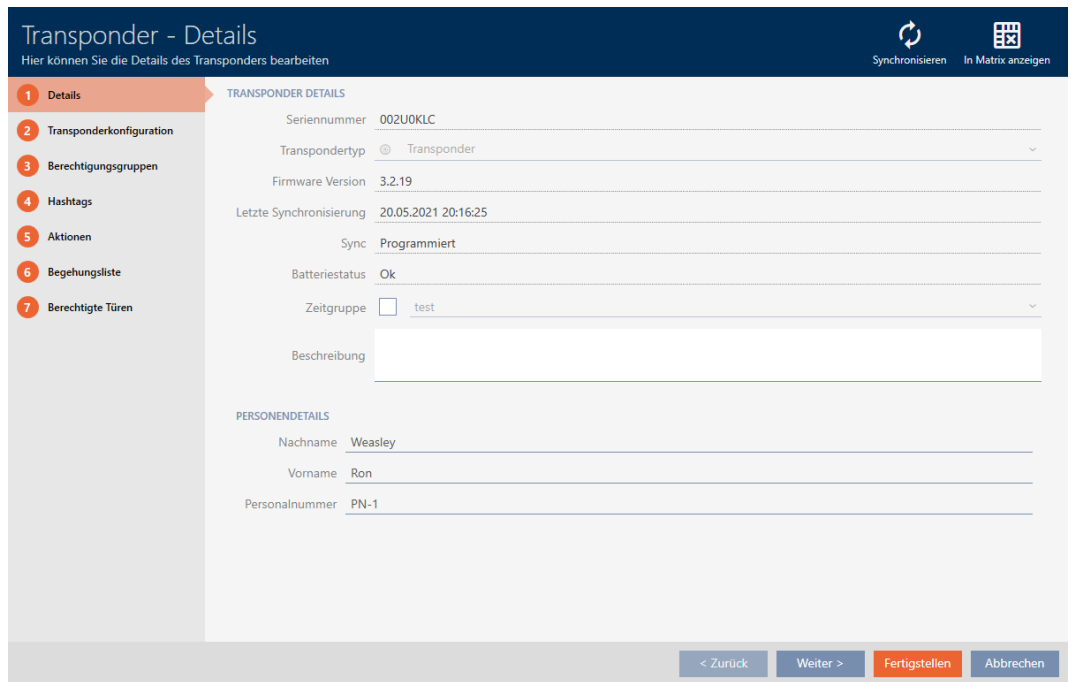 Transponder - Details
Hier können Sie die Details des Transponders bearbeiten
Synchronisieren
In Matrix anzeigen
1 Details
2 Transponderkonfiguration
3 Berechtigungsgruppen
4 Hashtags
5 Aktionen
6 Begehungsliste
7 Berechtigte Türen
TRANSPONDER DETAILS
Seriennummer 002U0KLC
Transpondertyp Transponder
Firmware Version 3.2.19
Letzte Synchronisierung 20.05.2021 20:16:25
Sync Programmiert
Batteriestatus Ok
Zeitgruppe test
Beschreibung
PERSONENDETAILS
Nachname Weasley
Vorname Ron
Personalnummer PN-1
< Zurück
Weiter >
Fertigstellen
Abbrechen